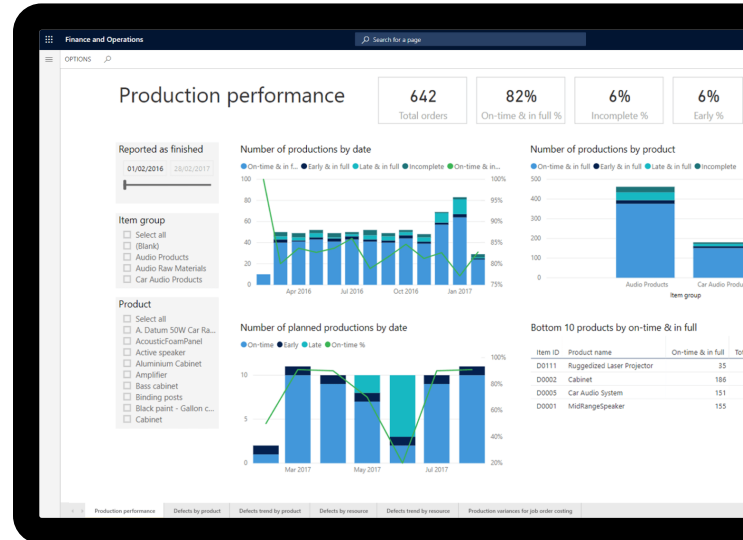 Finance and Operations
Search for a page
OPTIONS
Production performance
642
Total orders
82%
On-time & in full %
6%
Incomplete %
6%
Early %
Reported as finished
01/02/2016 28/02/2017
Item group
Select all
(Blank)
Audio Products
Audio Raw Materials
Car Audio Products
Product
Select all
A. Datum 50W Car Ra...
AcousticFoamPanel
Active speaker
Aluminium Cabinet
Amplifier
Bass cabinet
Binding posts
Black paint - Gallon c...
Cabinet
Number of productions by date
On-time & in f... Early & in full Late & in full Incomplete On-time & in...
100 100%
80 95%
60 90%
40 85%
20 80%
0 75%
Apr 2016 Jul 2016 Oct 2016 Jan 2017
Number of productions by product
On-time & in full Early & in full Late & in full Incomplete
500
400
300
200
100
0
Audio Products Car Audio Produ
Item group
Number of planned productions by date
On-time Early Late On-time %
100%
10
80%
60%
5
40%
0 20%
Mar 2017 May 2017 Jul 2017
Bottom 10 products by on-time & in full
Item ID Product name On-time & in full Tot
D0111 Ruggedized Laser Projector 35
D0002 Cabinet 186
D0005 Car Audio System 151
D0001 MidRangeSpeaker 155
Production performance Defects by product Defects trend by product Defects by resource Defects trend by resource Production variances for job order costing